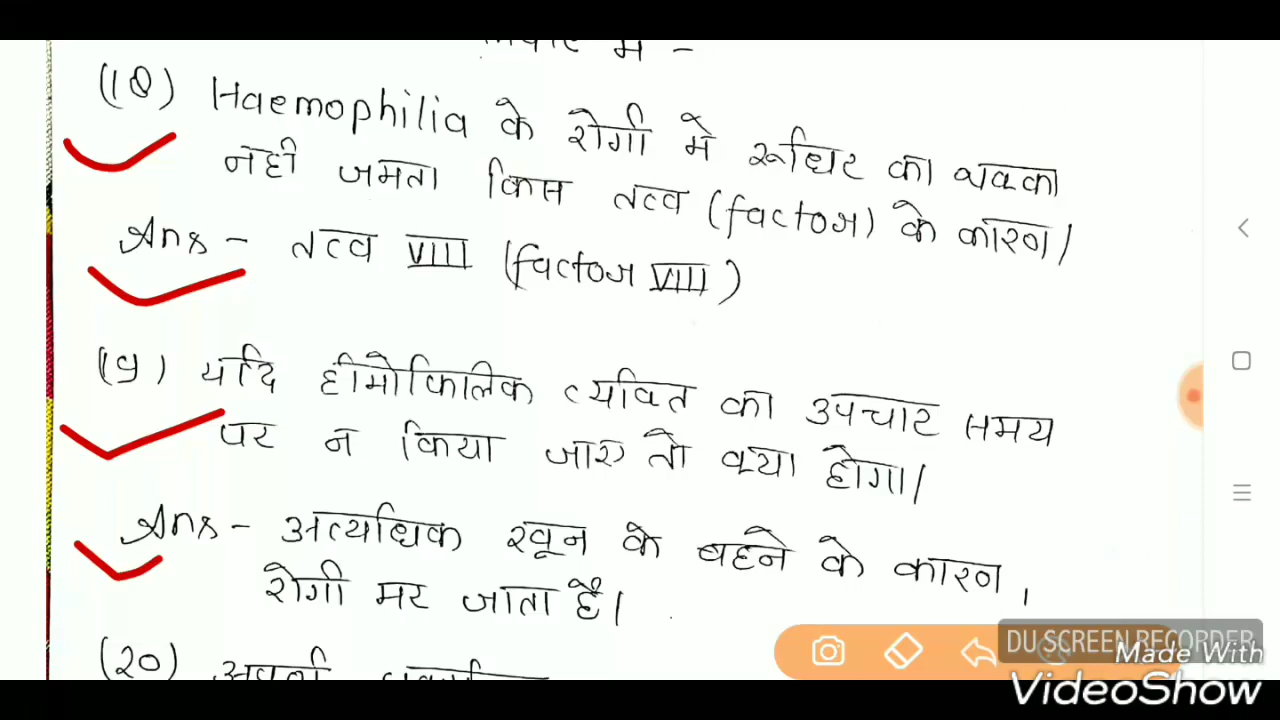 में -
(18) Haemophilia के रोगी में रूधिर का थक्का
नही जमता किस तत्व (factor) के कारण।
Ans - तत्व VIII (factor VIII)
(19) यदि हीमोफिलिक व्यक्ति का उपचार समय
पर न किया जाए तो क्या होगा।
Ans - अत्यधिक खून के बहने के कारण,
रोगी मर जाता है।
(20)
DU SCREEN RECORDER
Made With
VideoShow